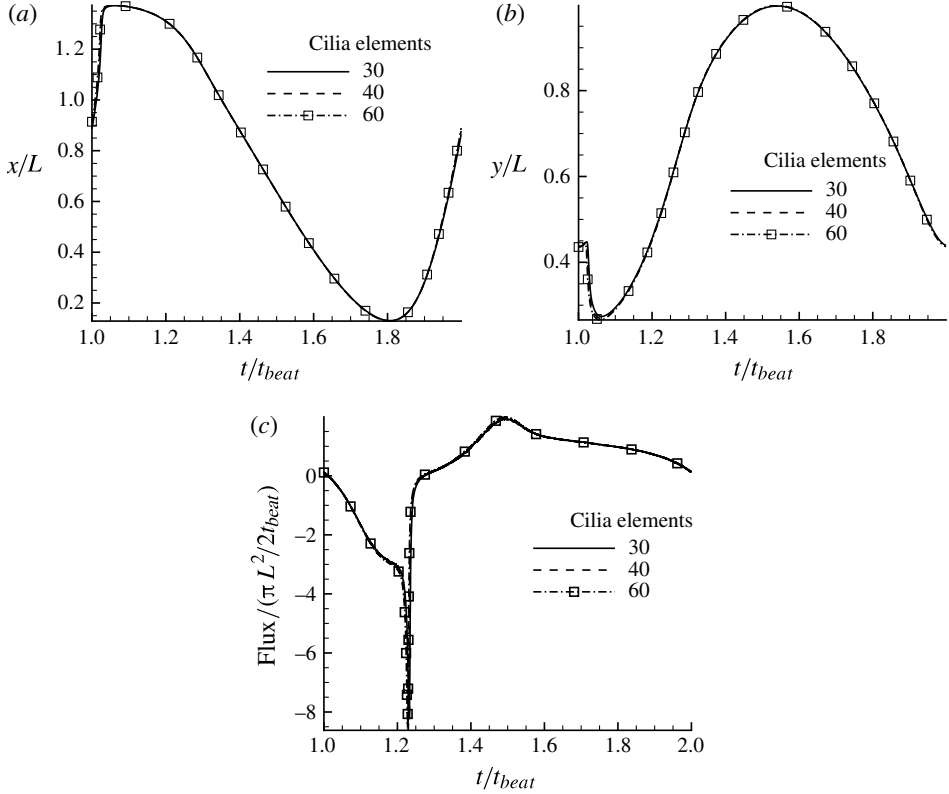 (a)
1.2
1.0
0.8
0.6
0.4
0.2
x/L
Cilia elements
30
40
60
1.0 1.2 1.4 1.6 1.8
t/t_beat
(b)
0.8
0.6
0.4
y/L
Cilia elements
30
40
60
1.0 1.2 1.4 1.6 1.8
t/t_beat
(c)
0
−2
−4
−6
−8
Flux/(πL²/2t_beat)
Cilia elements
30
40
60
1.0 1.2 1.4 1.6 1.8 2.0
t/t_beat